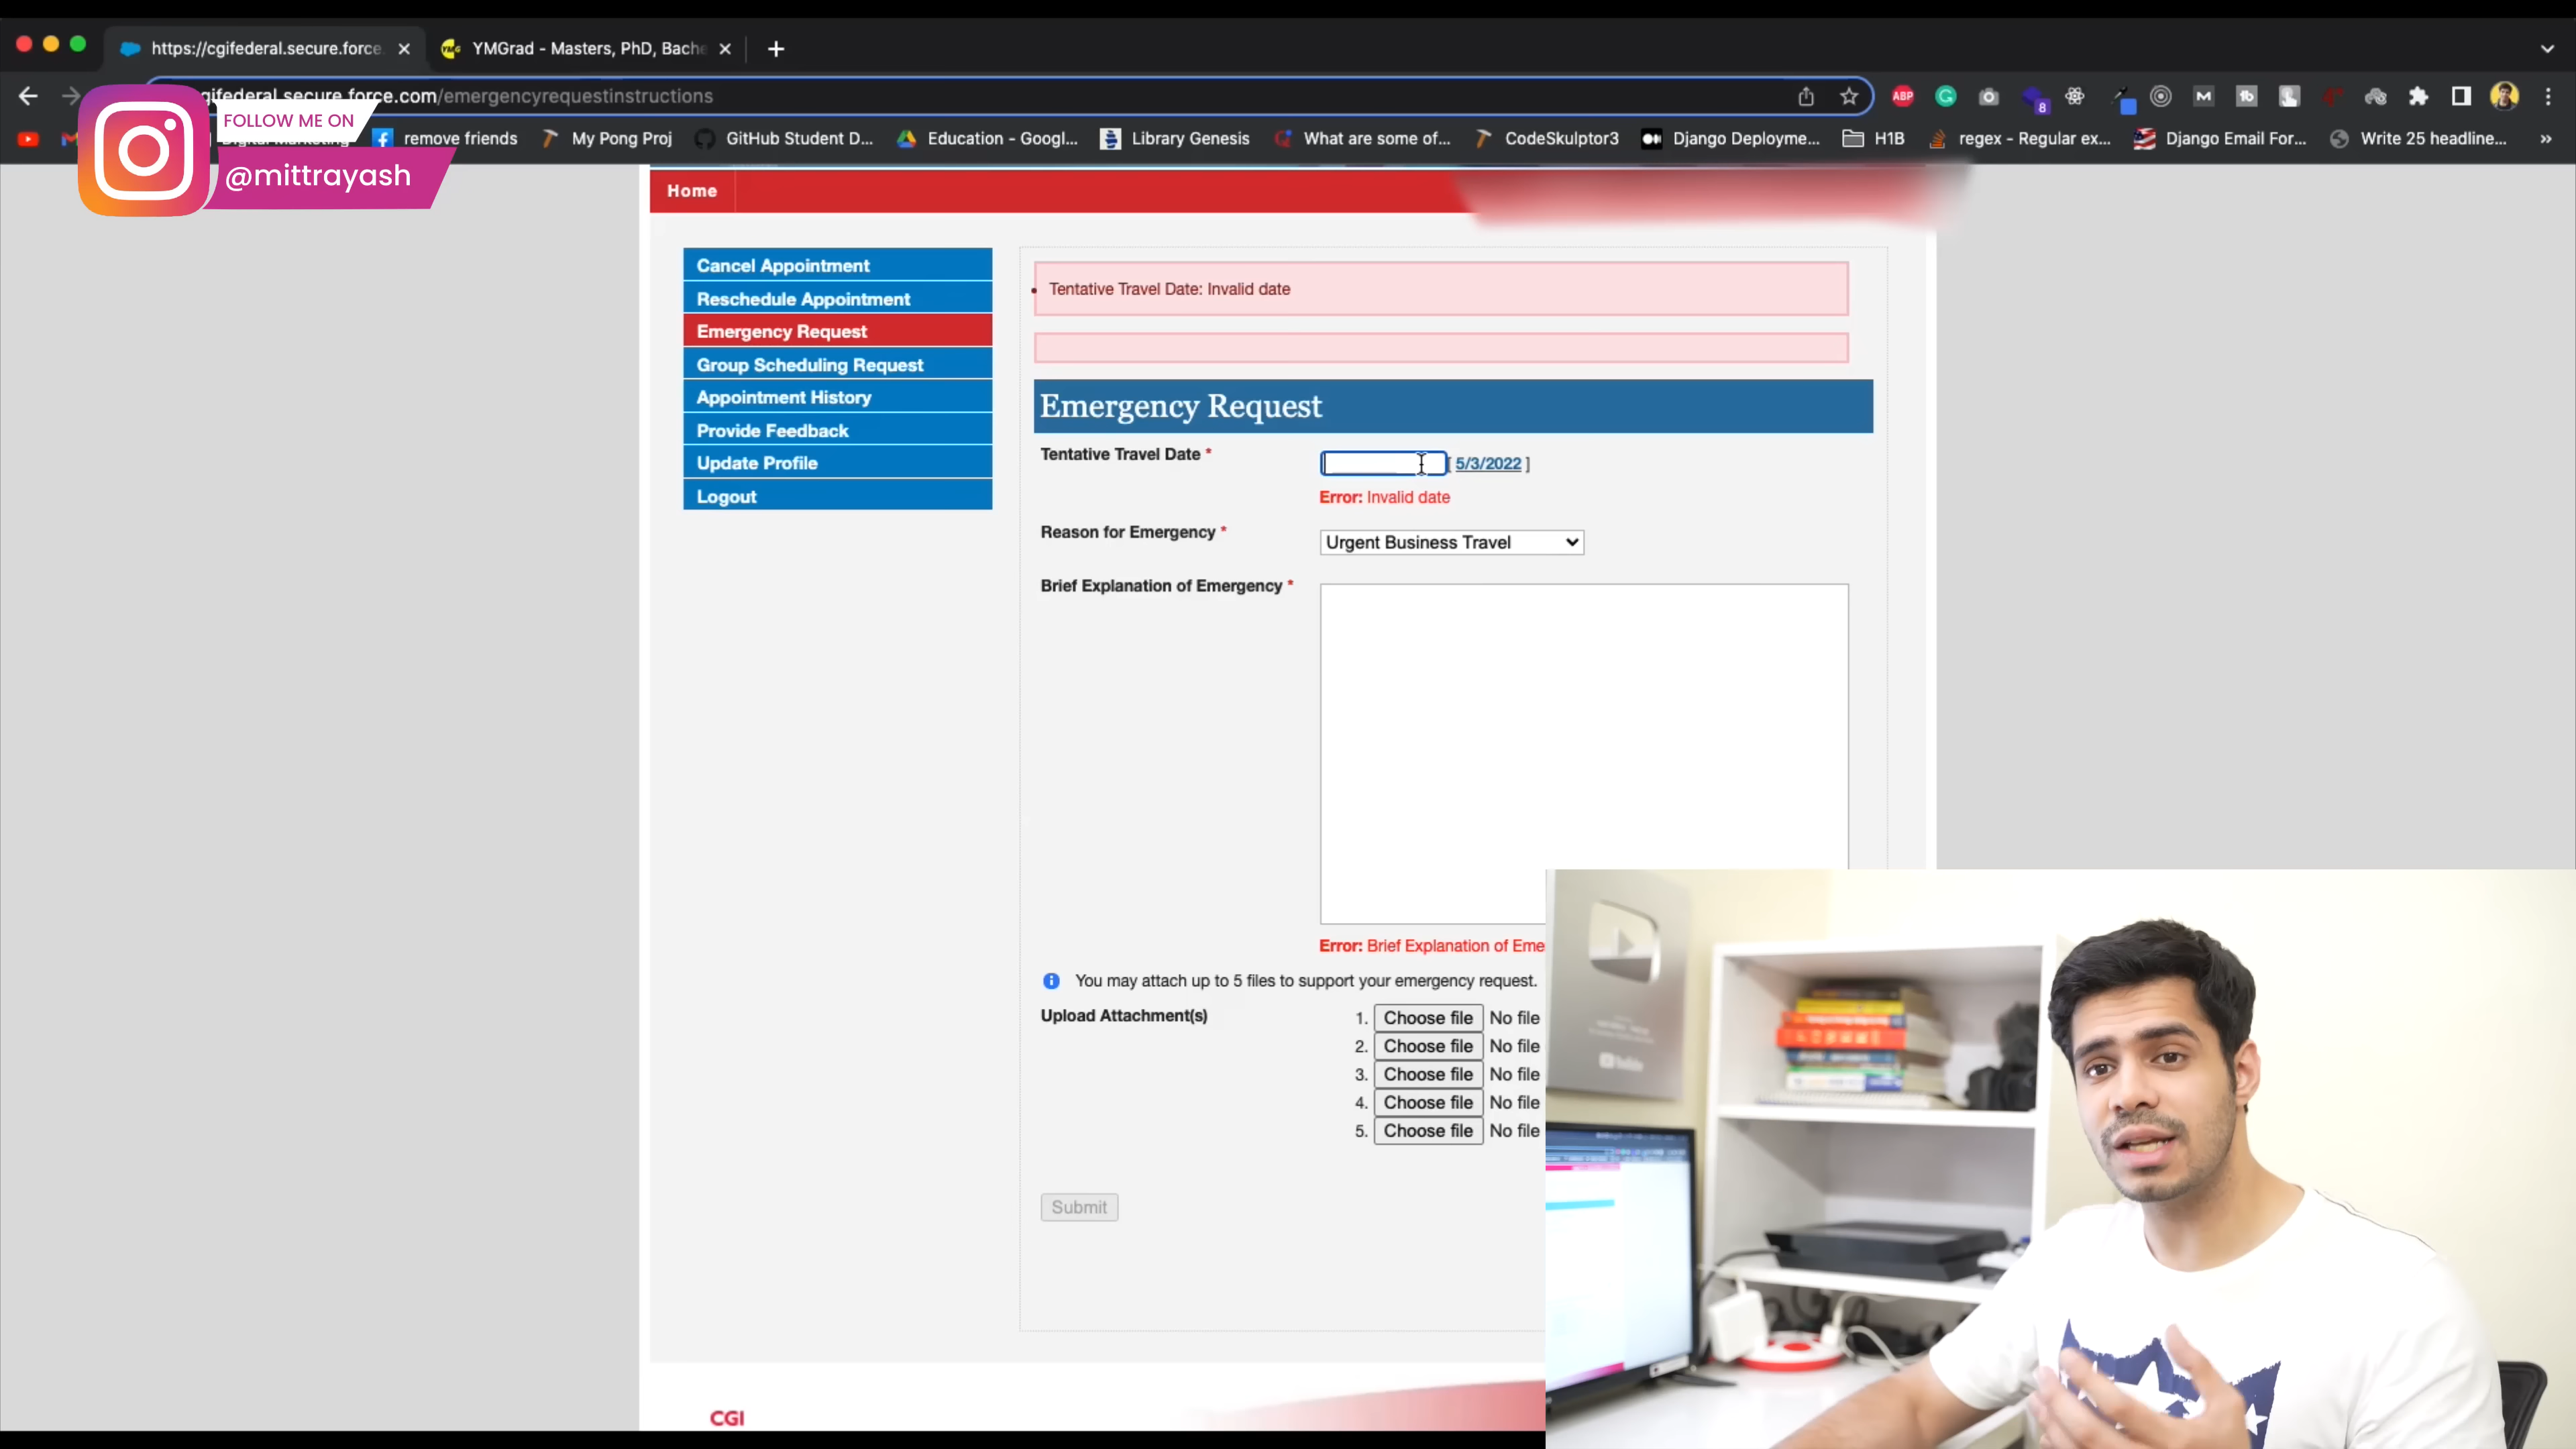 https://cgifederal.secure.force.
YMGrad - Masters, PhD, Bache
gifederal.secure.force.com/emergencyrequestinstructions
ABP
8
FOLLOW ME ON
@mittrayash
Digital Marketing
remove friends
My Pong Proj
GitHub Student D...
Education - Googl...
Library Genesis
What are some of...
CodeSkulptor3
Django Deployme...
H1B
regex - Regular ex...
Django Email For...
Write 25 headline...
Home
Cancel Appointment
Reschedule Appointment
Emergency Request
Group Scheduling Request
Appointment History
Provide Feedback
Update Profile
Logout
Tentative Travel Date: Invalid date
Emergency Request
Tentative Travel Date *
[ 5/3/2022 ]
Error: Invalid date
Reason for Emergency *
Urgent Business Travel
Brief Explanation of Emergency *
Error: Brief Explanation of Eme
You may attach up to 5 files to support your emergency request.
Upload Attachment(s)
1. Choose file No file
2. Choose file No file
3. Choose file No file
4. Choose file No file
5. Choose file No file
Submit
CGI